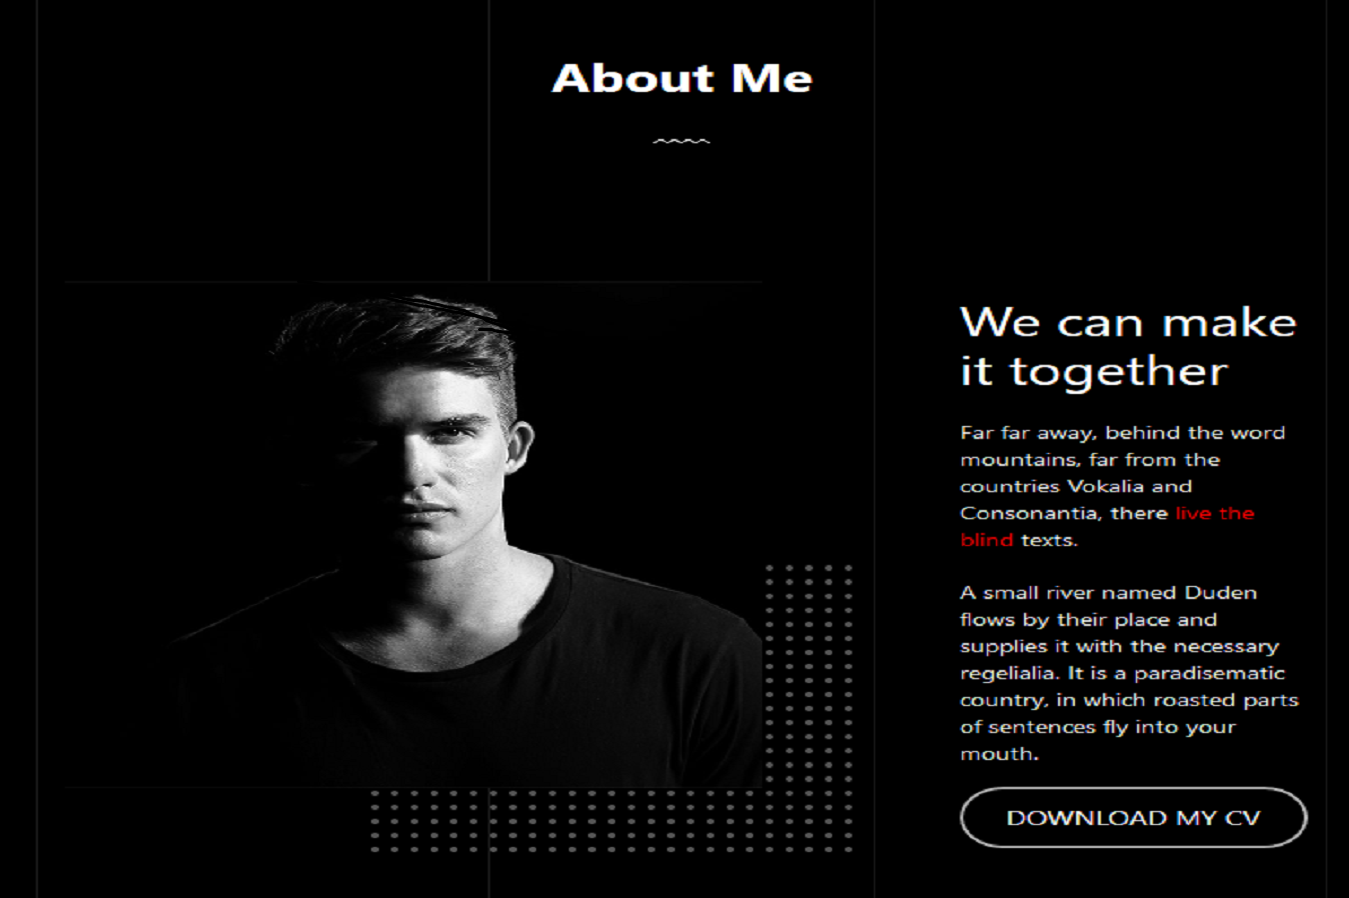 About Me
We can make
it together
Far far away, behind the word
mountains, far from the
countries Vokalia and
Consonantia, there live the
blind texts.
A small river named Duden
flows by their place and
supplies it with the necessary
regelialia. It is a paradisematic
country, in which roasted parts
of sentences fly into your
mouth.
DOWNLOAD MY CV